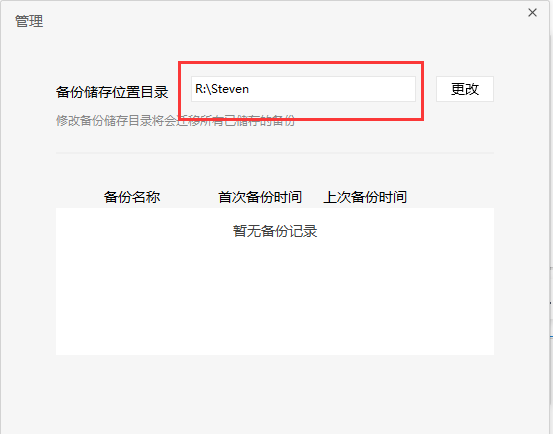 管理
备份储存位置目录 R:\Steven 更改
修改备份储存目录将会迁移所有已储存的备份
备份名称 首次备份时间 上次备份时间
暂无备份记录